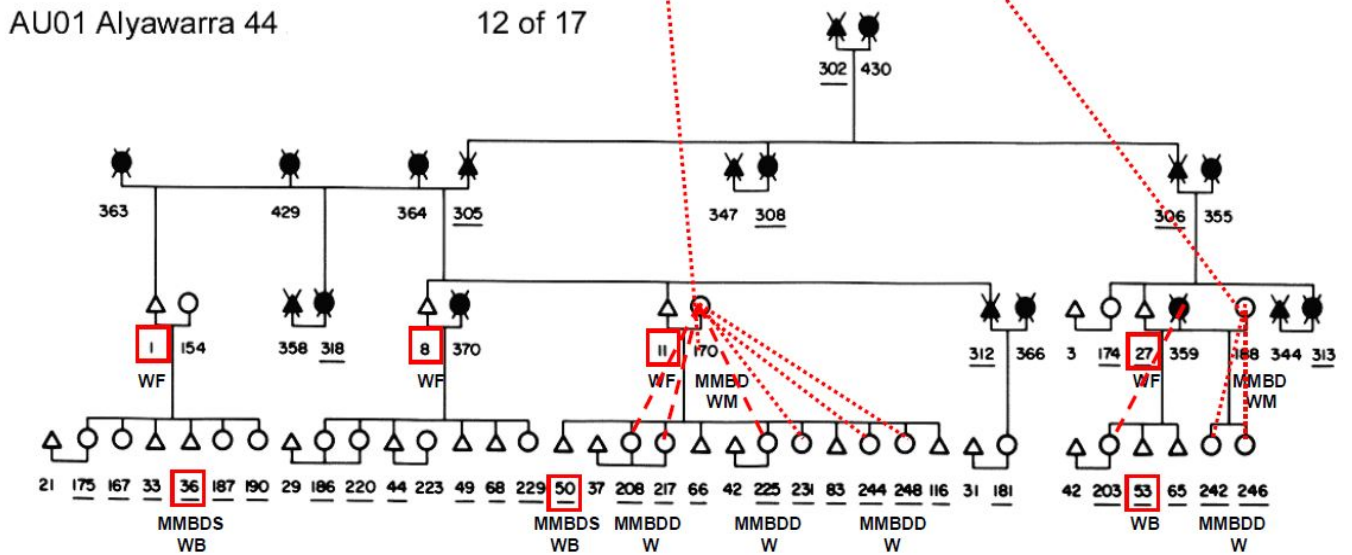 AU01 Alyawarra 44 12 of 17
302 430
363 429 364 305 347 308 306 355
1 154 358 318 8 370 11 170 312 366 3 174 27 359 188 344 313
WF WF WF MMBD WF MMBD
WM WM
21 175 167 33 36 187 190 29 186 220 44 223 49 68 229 50 37 208 217 66 42 225 231 83 244 248 116 31 181 42 203 53 65 242 246
MMBDS MMBDS MMBDD MMBDD MMBDD WB MMBDD
WB WB W W W W